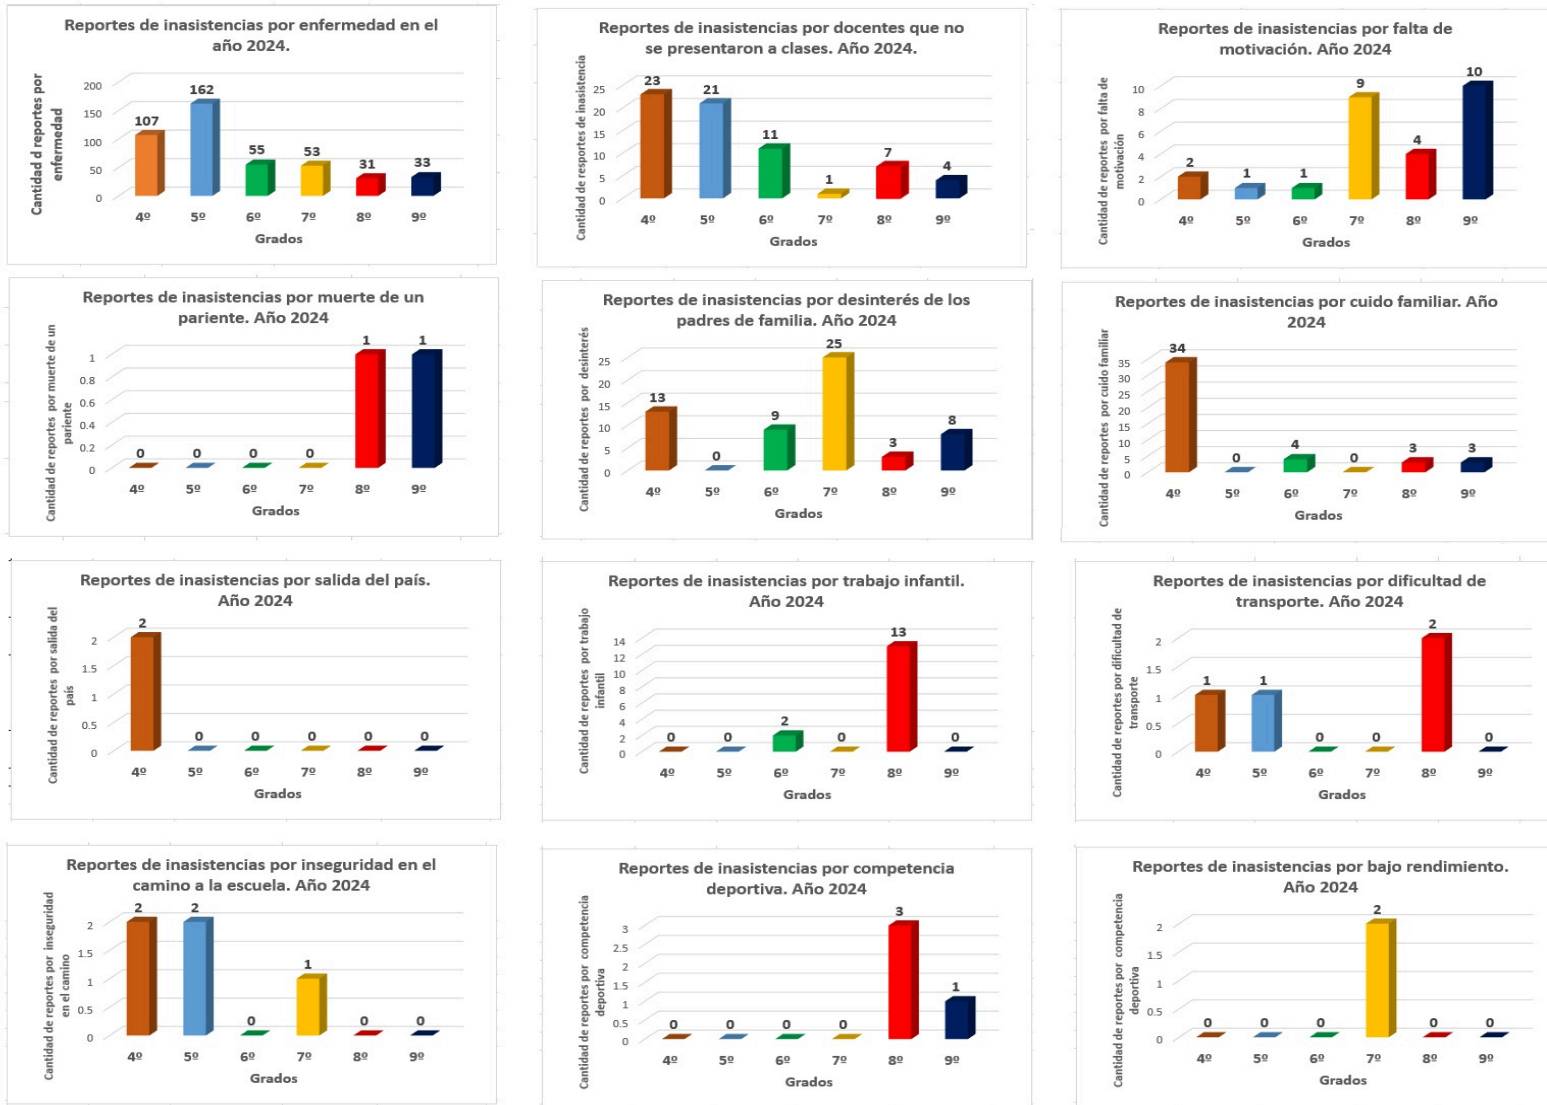 Reportes de inasistencias por enfermedad en el
año 2024.
Cantidad d reportes por
enfermedad
200
150
100
50
0
107
162
55
53
31
33
4º 5º 6º 7º 8º 9º
Grados
Reportes de inasistencias por docentes que no
se presentaron a clases. Año 2024.
Cantidad de resportes de inasistencia
25
20
15
10
5
0
23
21
11
1
7
4
4º 5º 6º 7º 8º 9º
Grados
Reportes de inasistencias por falta de
motivación. Año 2024
Cantidad de reportes por falta de
motivación
10
8
6
4
2
0
2
1
1
9
4
10
4º 5º 6º 7º 8º 9º
Grados
Reportes de inasistencias por muerte de un
pariente. Año 2024
Cantidad de reportes por muerte de un
pariente
1
0.8
0.6
0.4
0.2
0
0
0
0
0
1
1
4º 5º 6º 7º 8º 9º
Grados
Reportes de inasistencias por desinterés de los
padres de familia. Año 2024
Cantidad de reportes por desinterés
25
20
15
10
5
0
13
0
9
25
3
8
4º 5º 6º 7º 8º 9º
Grados
Reportes de inasistencias por cuido familiar. Año
2024
Cantidad de reportes por cuido familiar
35
30
25
20
15
10
5
0
34
0
4
0
3
3
4º 5º 6º 7º 8º 9º
Grados
Reportes de inasistencias por salida del país.
Año 2024
Cantidad de reportes por salida del
país
2
1.5
1
0.5
0
2
0
0
0
0
0
4º 5º 6º 7º 8º 9º
Grados
Reportes de inasistencias por trabajo infantil.
Año 2024
Cantidad de reportes por trabajo
infantil
14
12
10
8
6
4
2
0
0
0
2
0
13
0
4º 5º 6º 7º 8º 9º
Grados
Reportes de inasistencias por dificultad de
transporte. Año 2024
Cantidad de reportes por dificultad de
transporte
2
1.5
1
0.5
0
1
1
0
0
2
0
4º 5º 6º 7º 8º 9º
Grados
Reportes de inasistencias por inseguridad en el
camino a la escuela. Año 2024
Cantidad de reportes por inseguridad
en el camino
2
1.5
1
0.5
0
2
2
0
1
0
0
4º 5º 6º 7º 8º 9º
Grados
Reportes de inasistencias por competencia
deportiva. Año 2024
Cantidad de reportes por competencia
deportiva
3
2.5
2
1.5
1
0.5
0
0
0
0
0
3
1
4º 5º 6º 7º 8º 9º
Grados
Reportes de inasistencias por bajo rendimiento.
Año 2024
Cantidad de reportes por competencia
deportiva
2
1.5
1
0.5
0
0
0
0
2
0
0
4º 5º 6º 7º 8º 9º
Grados